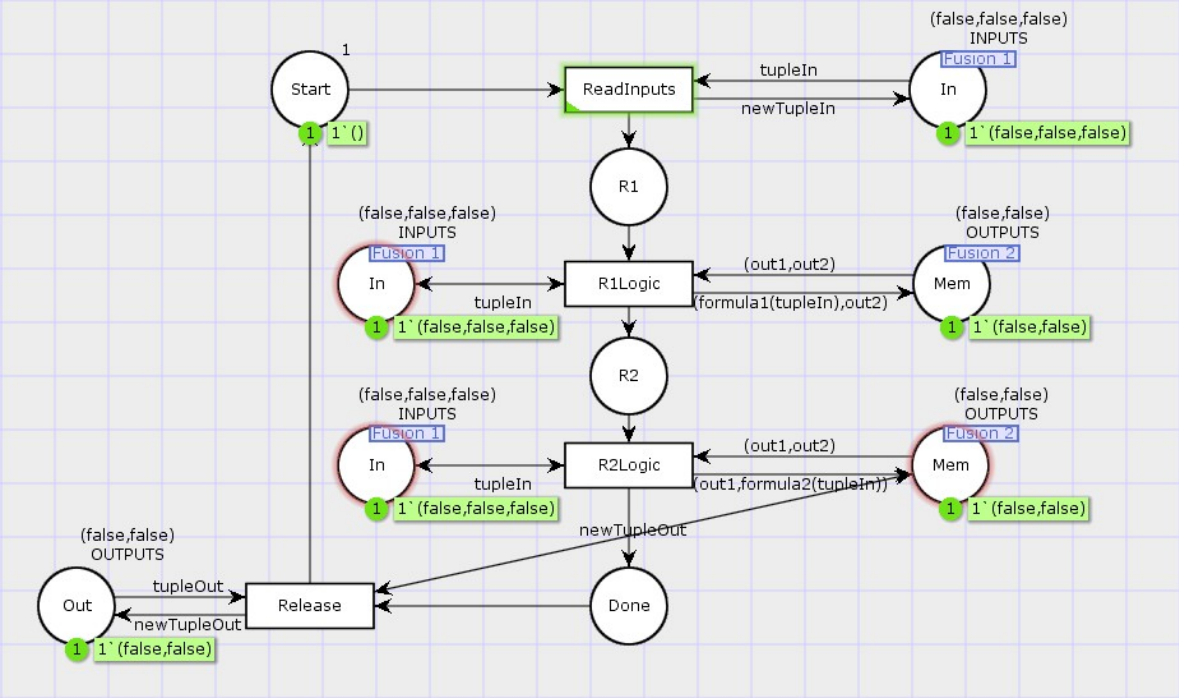 (false,false,false)
INPUTS
Fusion 1
1
tupleIn
Start
ReadInputs
In
newTupleIn
1
1`()
1
1`(false,false,false)
R1
(false,false,false)
INPUTS
Fusion 1
(false,false)
OUTPUTS
Fusion 2
(out1,out2)
In
R1Logic
Mem
tupleIn
(formula1(tupleIn),out2)
1
1`(false,false,false)
1
1`(false,false)
R2
(false,false,false)
INPUTS
Fusion 1
(false,false)
OUTPUTS
Fusion 2
(out1,out2)
In
R2Logic
Mem
tupleIn
(out1,formula2(tupleIn))
1
1`(false,false,false)
1
1`(false,false)
newTupleOut
(false,false)
OUTPUTS
tupleOut
Out
Release
Done
newTupleOut
1
1`(false,false)